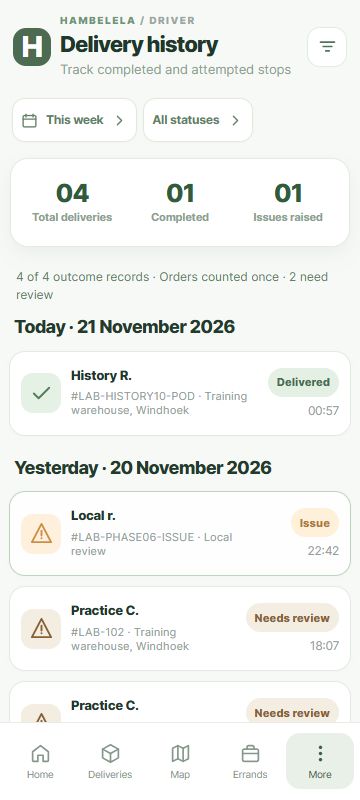 H
HAMBELELA / DRIVER
Delivery history
Track completed and attempted stops
This week
All statuses
04
Total deliveries
01
Completed
01
Issues raised
4 of 4 outcome records · Orders counted once · 2 need
review
Today · 21 November 2026
History R.
Delivered
#LAB-HISTORY10-POD · Training
warehouse, Windhoek
00:57
Yesterday · 20 November 2026
Local r.
Issue
#LAB-PHASE06-ISSUE · Local
review
22:42
Practice C.
Needs review
#LAB-102 · Training
warehouse, Windhoek
18:07
Practice C.
Needs review
Home
Deliveries
Map
Errands
More